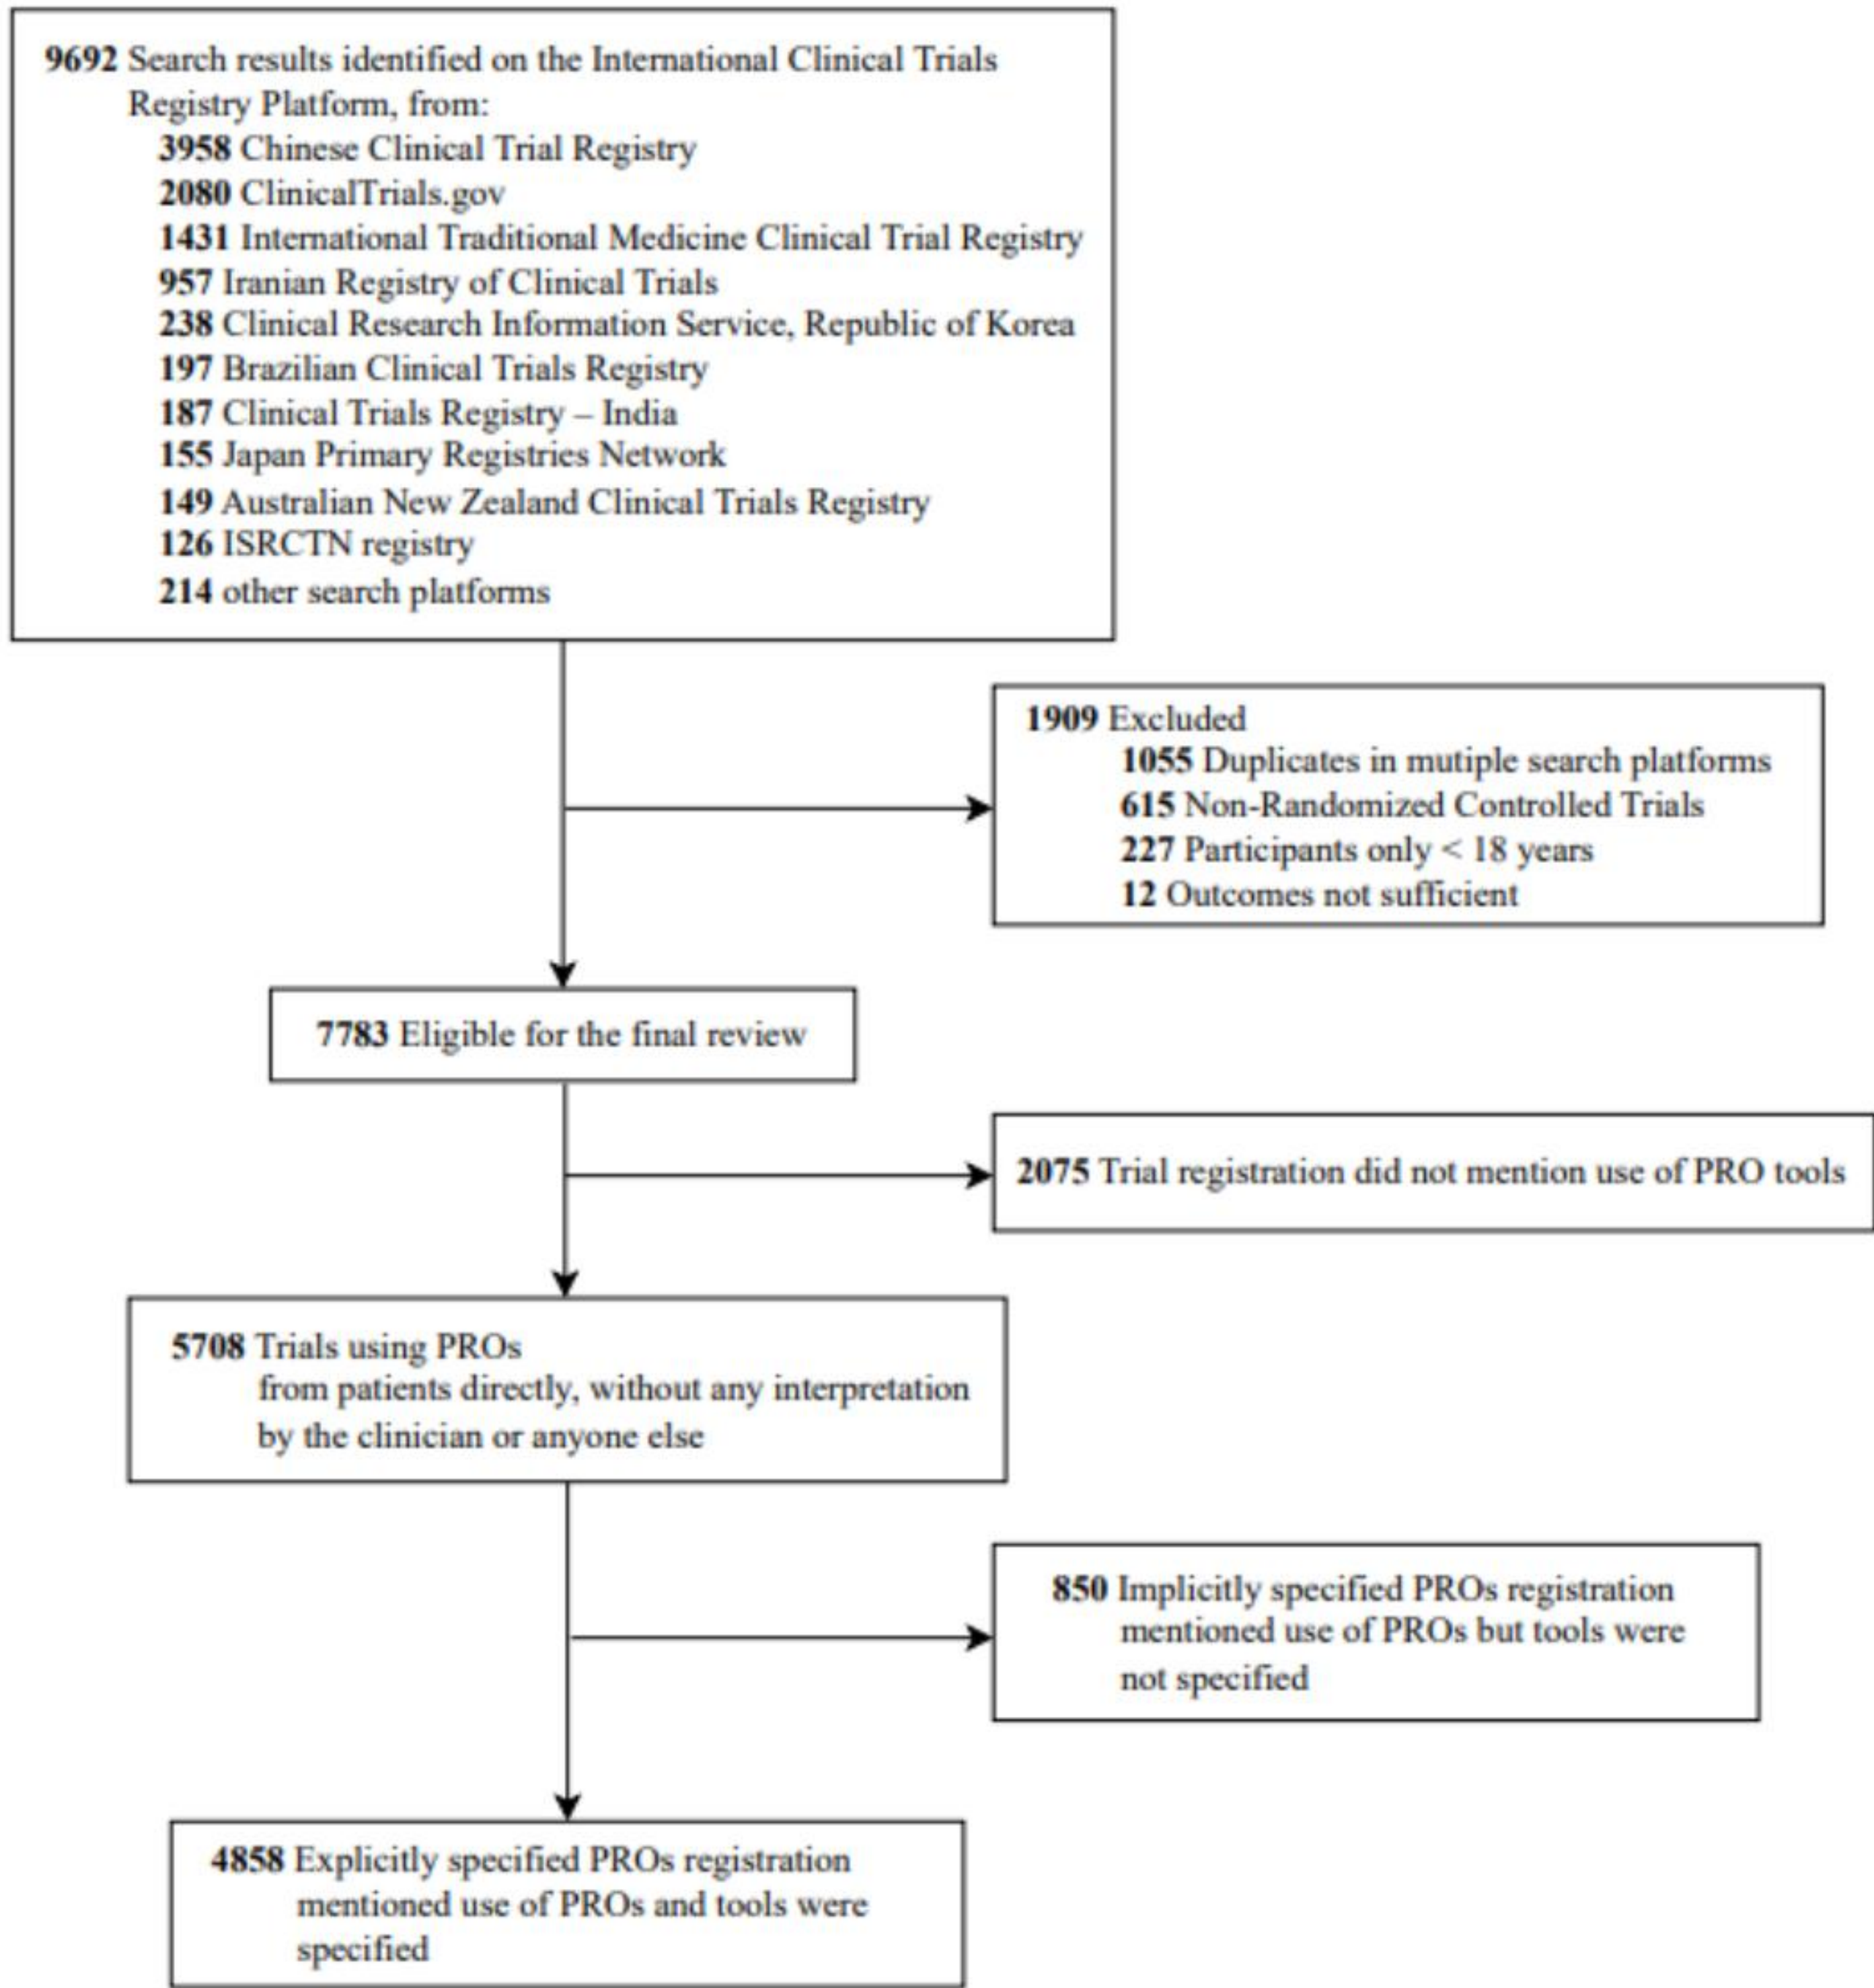 9692 Search results identified on the International Clinical Trials
Registry Platform, from:
3958 Chinese Clinical Trial Registry
2080 ClinicalTrials.gov
1431 International Traditional Medicine Clinical Trial Registry
957 Iranian Registry of Clinical Trials
238 Clinical Research Information Service, Republic of Korea
197 Brazilian Clinical Trials Registry
187 Clinical Trials Registry – India
155 Japan Primary Registries Network
149 Australian New Zealand Clinical Trials Registry
126 ISRCTN registry
214 other search platforms
1909 Excluded
1055 Duplicates in mutiple search platforms
615 Non-Randomized Controlled Trials
227 Participants only < 18 years
12 Outcomes not sufficient
7783 Eligible for the final review
2075 Trial registration did not mention use of PRO tools
5708 Trials using PROs
from patients directly, without any interpretation
by the clinician or anyone else
850 Implicitly specified PROs registration
mentioned use of PROs but tools were
not specified
4858 Explicitly specified PROs registration
mentioned use of PROs and tools were
specified